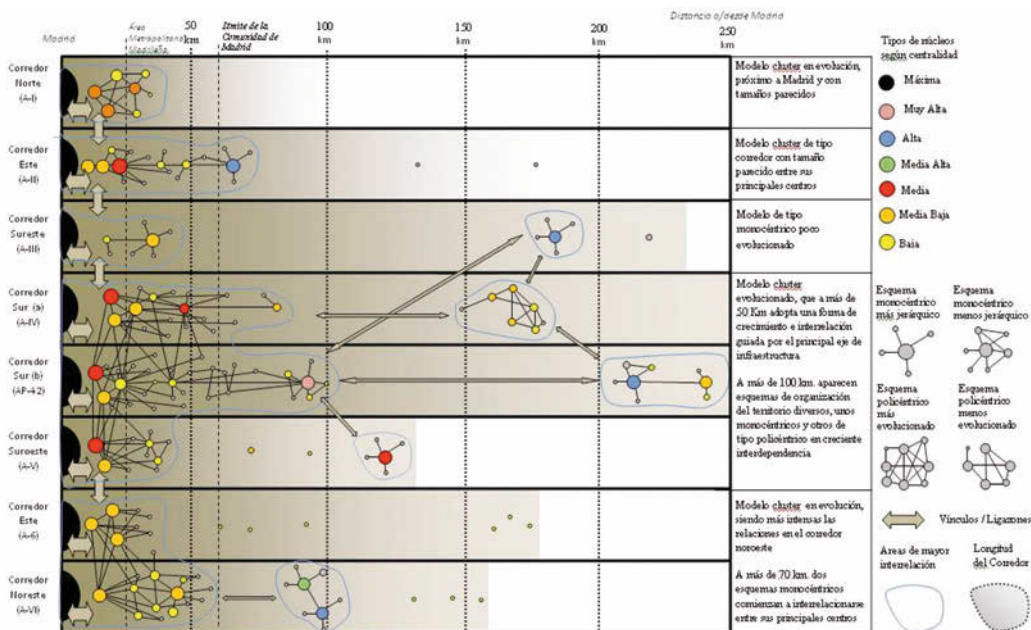 Distancia a/desde Madrid
Madrid
Área
Metropolitana
Madrileña
50
km
Límite de la
Comunidad de
Madrid
100
km
150
km
200
km
250
km
Corredor
Norte
(A-I)
Modelo cluster en evolución,
próximo a Madrid y con
tamaños parecidos
Corredor
Este
(A-II)
Modelo cluster de tipo
corredor con tamaño
parecido entre sus
principales centros
Corredor
Sureste
(A-III)
Modelo de tipo
monocéntrico poco
evolucionado
Corredor
Sur (a)
(A-IV)
Modelo cluster
evolucionado, que a más de
50 Km adopta una forma de
crecimiento e interrelación
guiada por el principal eje de
infraestructura
Corredor
Sur (b)
(AP-42)
A más de 100 km. aparecen
esquemas de organización
del territorio diversos, unos
monocéntricos y otros de
tipo policéntrico en creciente
interdependencia
Corredor
Suroeste
(A-V)
Corredor
Este
(A-6)
Modelo cluster en evolución,
siendo más intensas las
relaciones en el corredor
noroeste
Corredor
Noreste
(A-VI)
A más de 70 km. dos
esquemas monocéntricos
comienzan a interrelacionarse
entre sus principales centros
Tipos de núcleos
según centralidad
Máxima
Muy Alta
Alta
Media Alta
Media
Media Baja
Baja
Esquema
monocéntrico
más jerárquico
Esquema
monocéntrico
menos jerárquico
Esquema
policéntrico
más
evolucionado
Esquema
policéntrico
menos
evolucionado
Vínculos / Ligazones
Areas de mayor
interrelación
Longitud
del Corredor